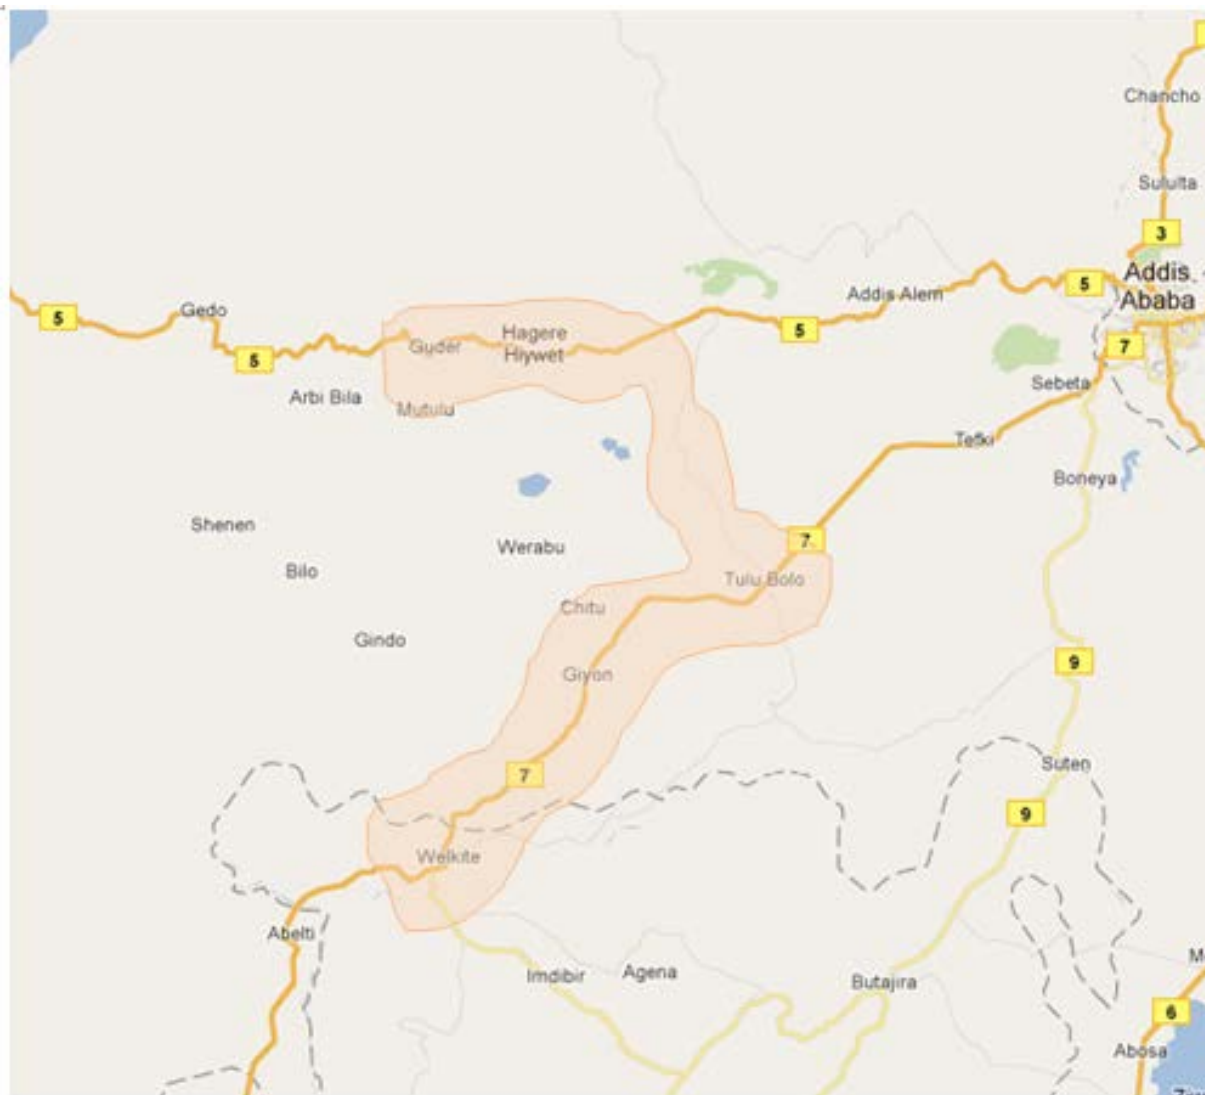 Chancho
Sululta
3
Addis.
Ababa
5
Addis Alem
Gedo
5
5
Hagere
Hiywet
Guder
5
7
Sebeta
Arbi Bila
Mutulu
Tefki
Boneya
Shenen
Werabu
7
Bilo
Tulu Bolo
Chitu
Gindo
Giyon
9
7
Suten
9
Welkite
Abelti
Imdibir
Agena
Butajira
6
Abosa